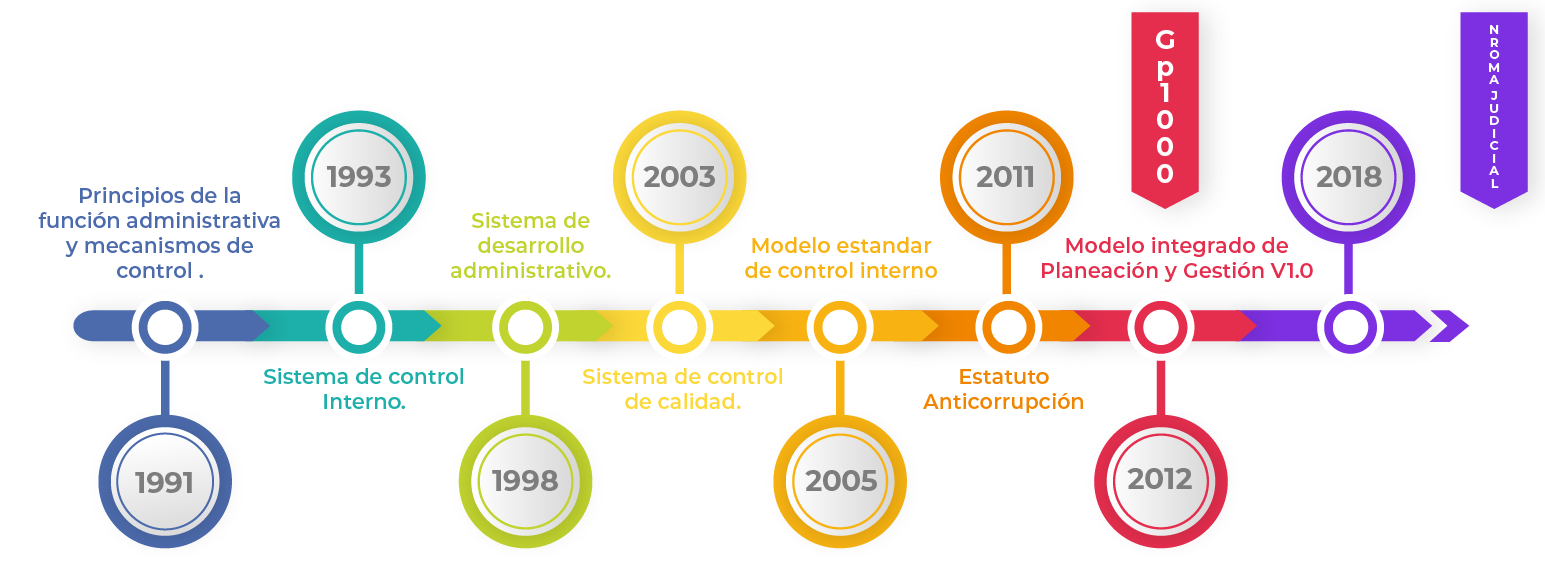 Principios de la
función administrativa
y mecanismos de
control .
1991
1993
Sistema de control
Interno.
Sistema de
desarrollo
administrativo.
1998
2003
Sistema de control
de calidad.
Modelo estandar
de control interno
2005
2011
Estatuto
Anticorrupción
Gp1000
Modelo integrado de
Planeación y Gestión V1.0
2012
2018
NROMA JUDICIAL